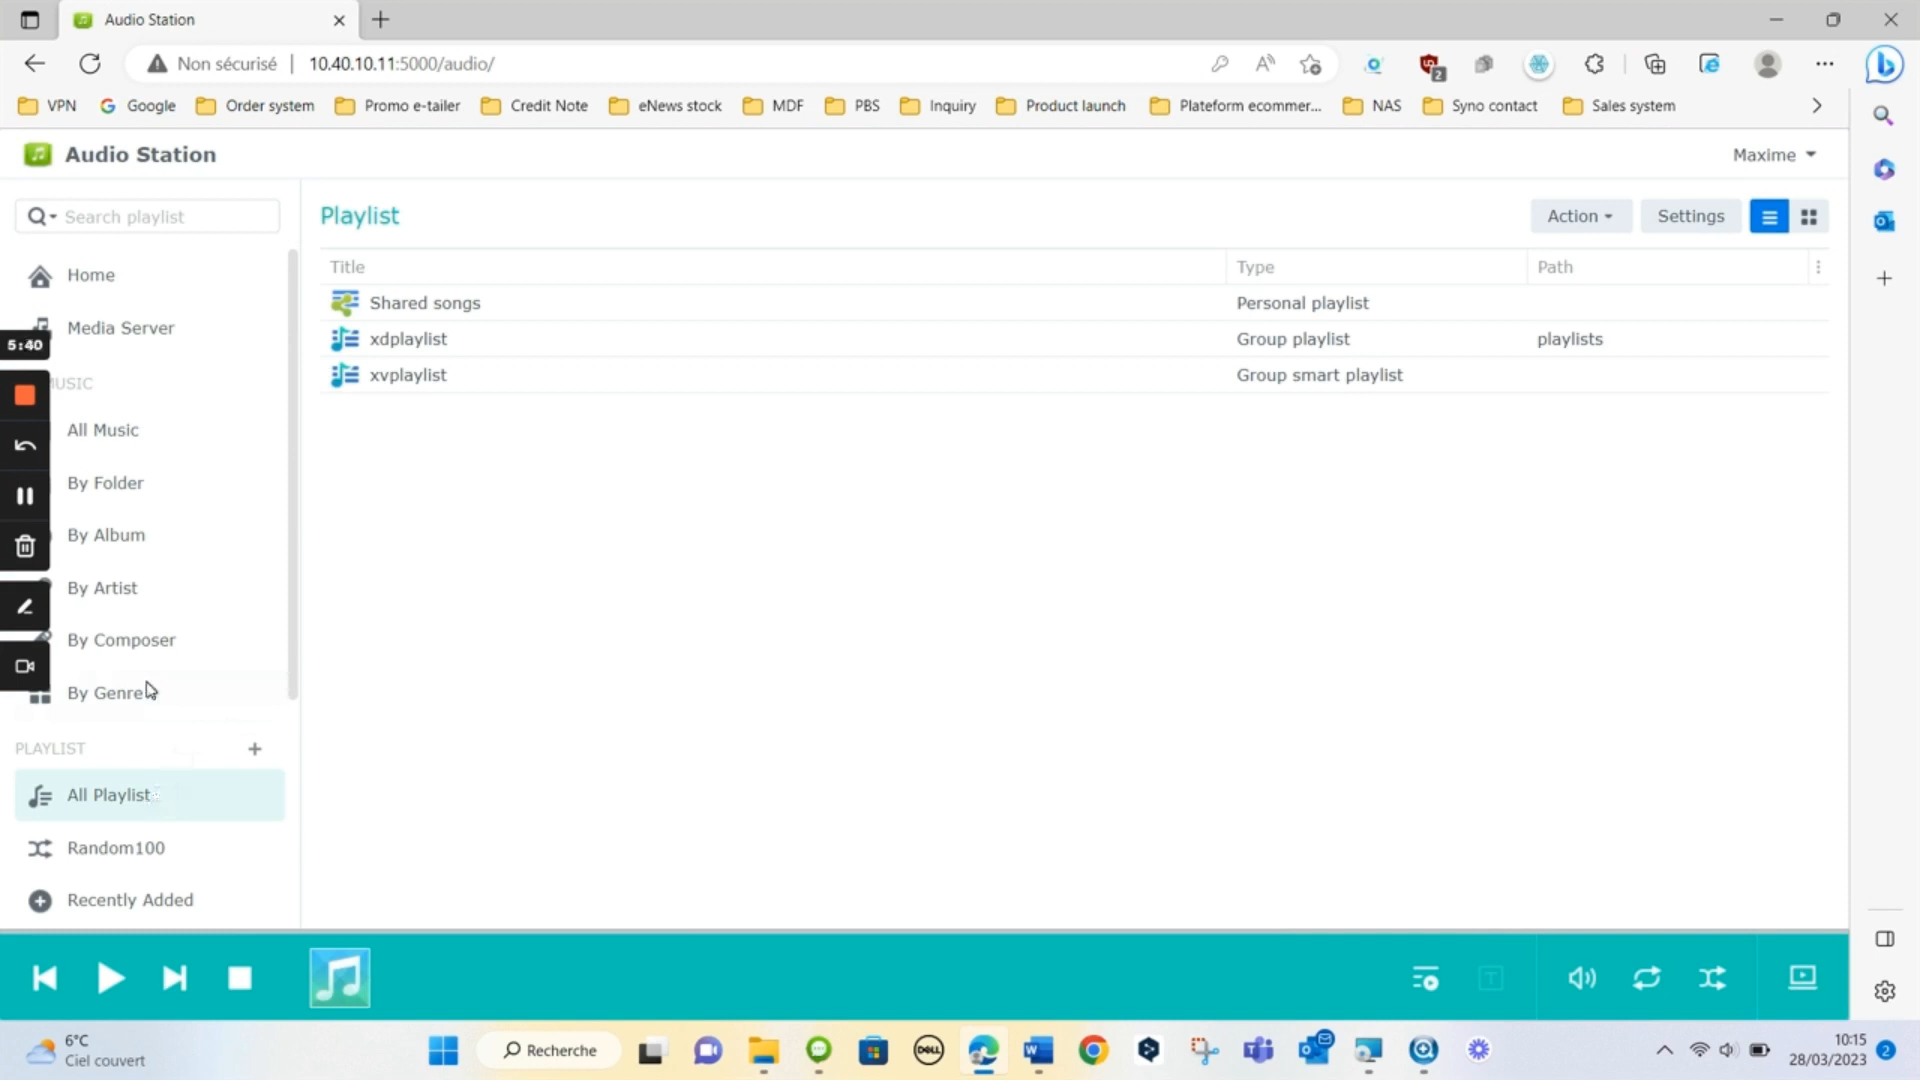 Audio Station
Non sécurisé | 10.40.10.11:5000/audio/
2
VPN Google Order system Promo e-tailer Credit Note eNews stock MDF PBS Inquiry Product launch Plateform ecommer... NAS Syno contact Sales system
Audio Station
Maxime
Search playlist
Playlist
Action
Settings
Title Type Path
Home
Shared songs Personal playlist
Media Server
xdplaylist Group playlist playlists
5:40
xvplaylist Group smart playlist
USIC
All Music
By Folder
By Album
By Artist
By Composer
By Genre
PLAYLIST
All Playlist
Random100
Recently Added
6°C
Ciel couvert
Recherche
DELL
10:15
28/03/2023
2